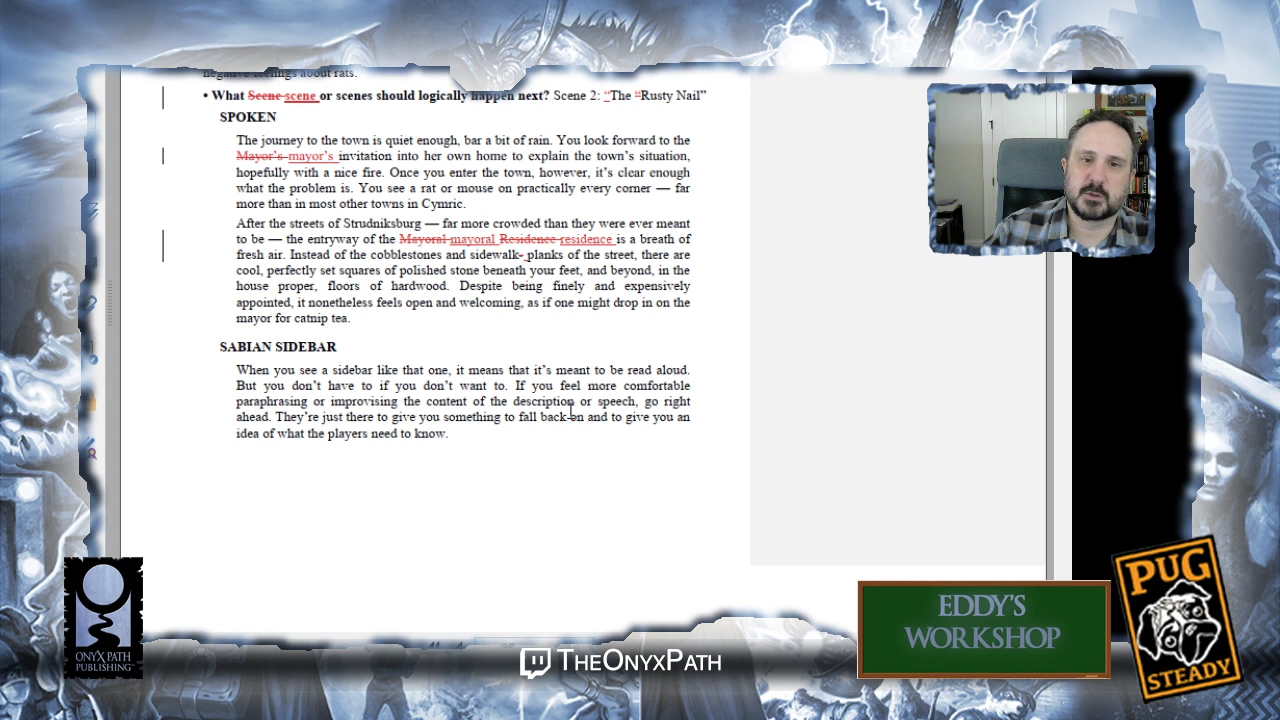 negative feelings about rats.
• What Scene scene or scenes should logically happen next? Scene 2: "The "Rusty Nail"
SPOKEN
The journey to the town is quiet enough, bar a bit of rain. You look forward to the
Mayor's mayor's invitation into her own home to explain the town's situation,
hopefully with a nice fire. Once you enter the town, however, it's clear enough
what the problem is. You see a rat or mouse on practically every corner — far
more than in most other towns in Cymric.
After the streets of Strudniksburg — far more crowded than they were ever meant
to be — the entryway of the Mayoral mayoral Residence residence is a breath of
fresh air. Instead of the cobblestones and sidewalk- planks of the street, there are
cool, perfectly set squares of polished stone beneath your feet, and beyond, in the
house proper, floors of hardwood. Despite being finely and expensively
appointed, it nonetheless feels open and welcoming, as if one might drop in on the
mayor for catnip tea.
SABIAN SIDEBAR
When you see a sidebar like that one, it means that it's meant to be read aloud.
But you don't have to if you don't want to. If you feel more comfortable
paraphrasing or improvising the content of the description or speech, go right
ahead. They're just there to give you something to fall back on and to give you an
idea of what the players need to know.
ONYX PATH
PUBLISHING™
THEONYXPATH
EDDY'S
WORKSHOP
PUG
STEADY